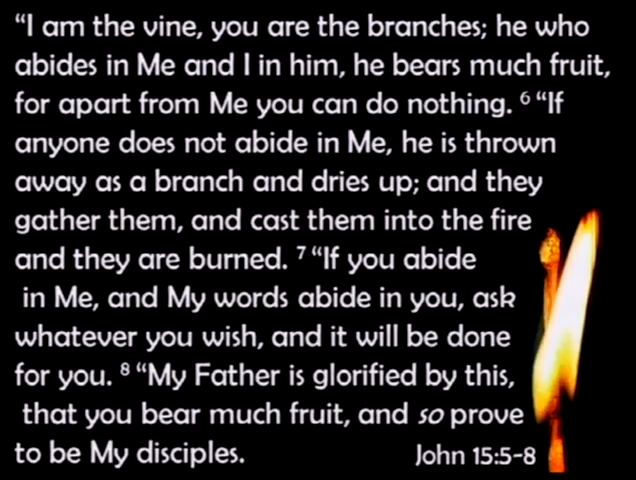 “I am the vine, you are the branches; he who
abides in Me and I in him, he bears much fruit,
for apart from Me you can do nothing. ⁶ “If
anyone does not abide in Me, he is thrown
away as a branch and dries up; and they
gather them, and cast them into the fire
and they are burned. ⁷ “If you abide
in Me, and My words abide in you, ask
whatever you wish, and it will be done
for you. ⁸ “My Father is glorified by this,
that you bear much fruit, and so prove
to be My disciples.
John 15:5-8